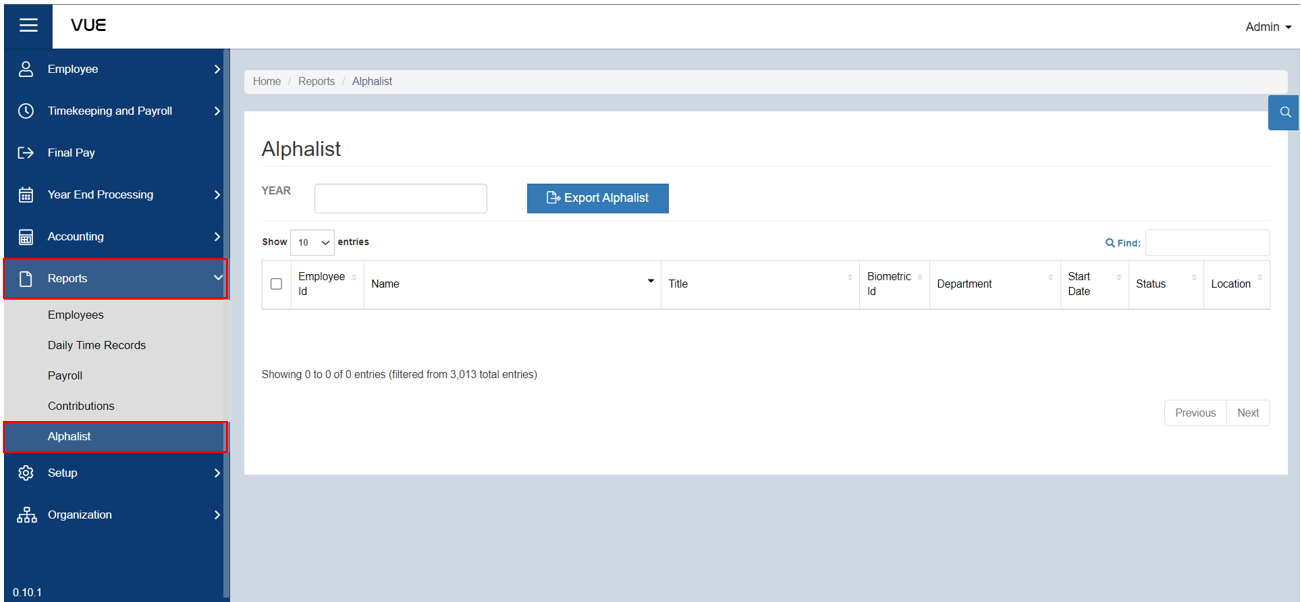 VUE
Admin
Employee
Timekeeping and Payroll
Final Pay
Year End Processing
Accounting
Reports
Employees
Daily Time Records
Payroll
Contributions
Alphalist
Setup
Organization
0.10.1
Home / Reports / Alphalist
Alphalist
YEAR
Export Alphalist
Show 10 entries
Find:
Employee
Id
Name
Title
Biometric
Id
Department
Start
Date
Status
Location
Showing 0 to 0 of 0 entries (filtered from 3,013 total entries)
Previous Next